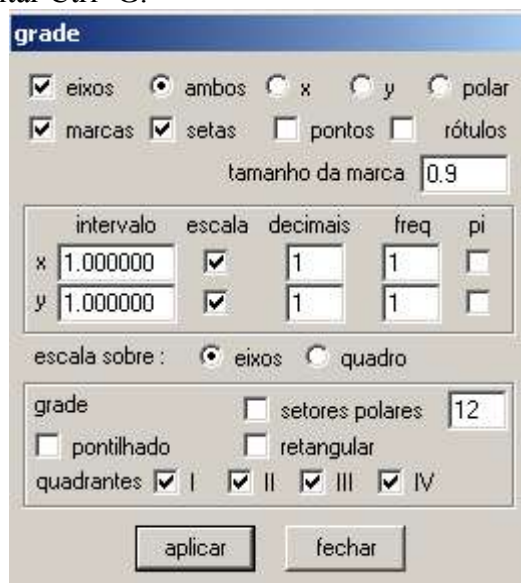 grade
eixos ambos x y polar
marcas setas pontos rótulos
tamanho da marca 0.9
intervalo escala decimais freq pi
x 1.000000 1 1
y 1.000000 1 1
escala sobre : eixos quadro
grade setores polares 12
pontilhado retangular
quadrantes I II III IV
aplicar fechar